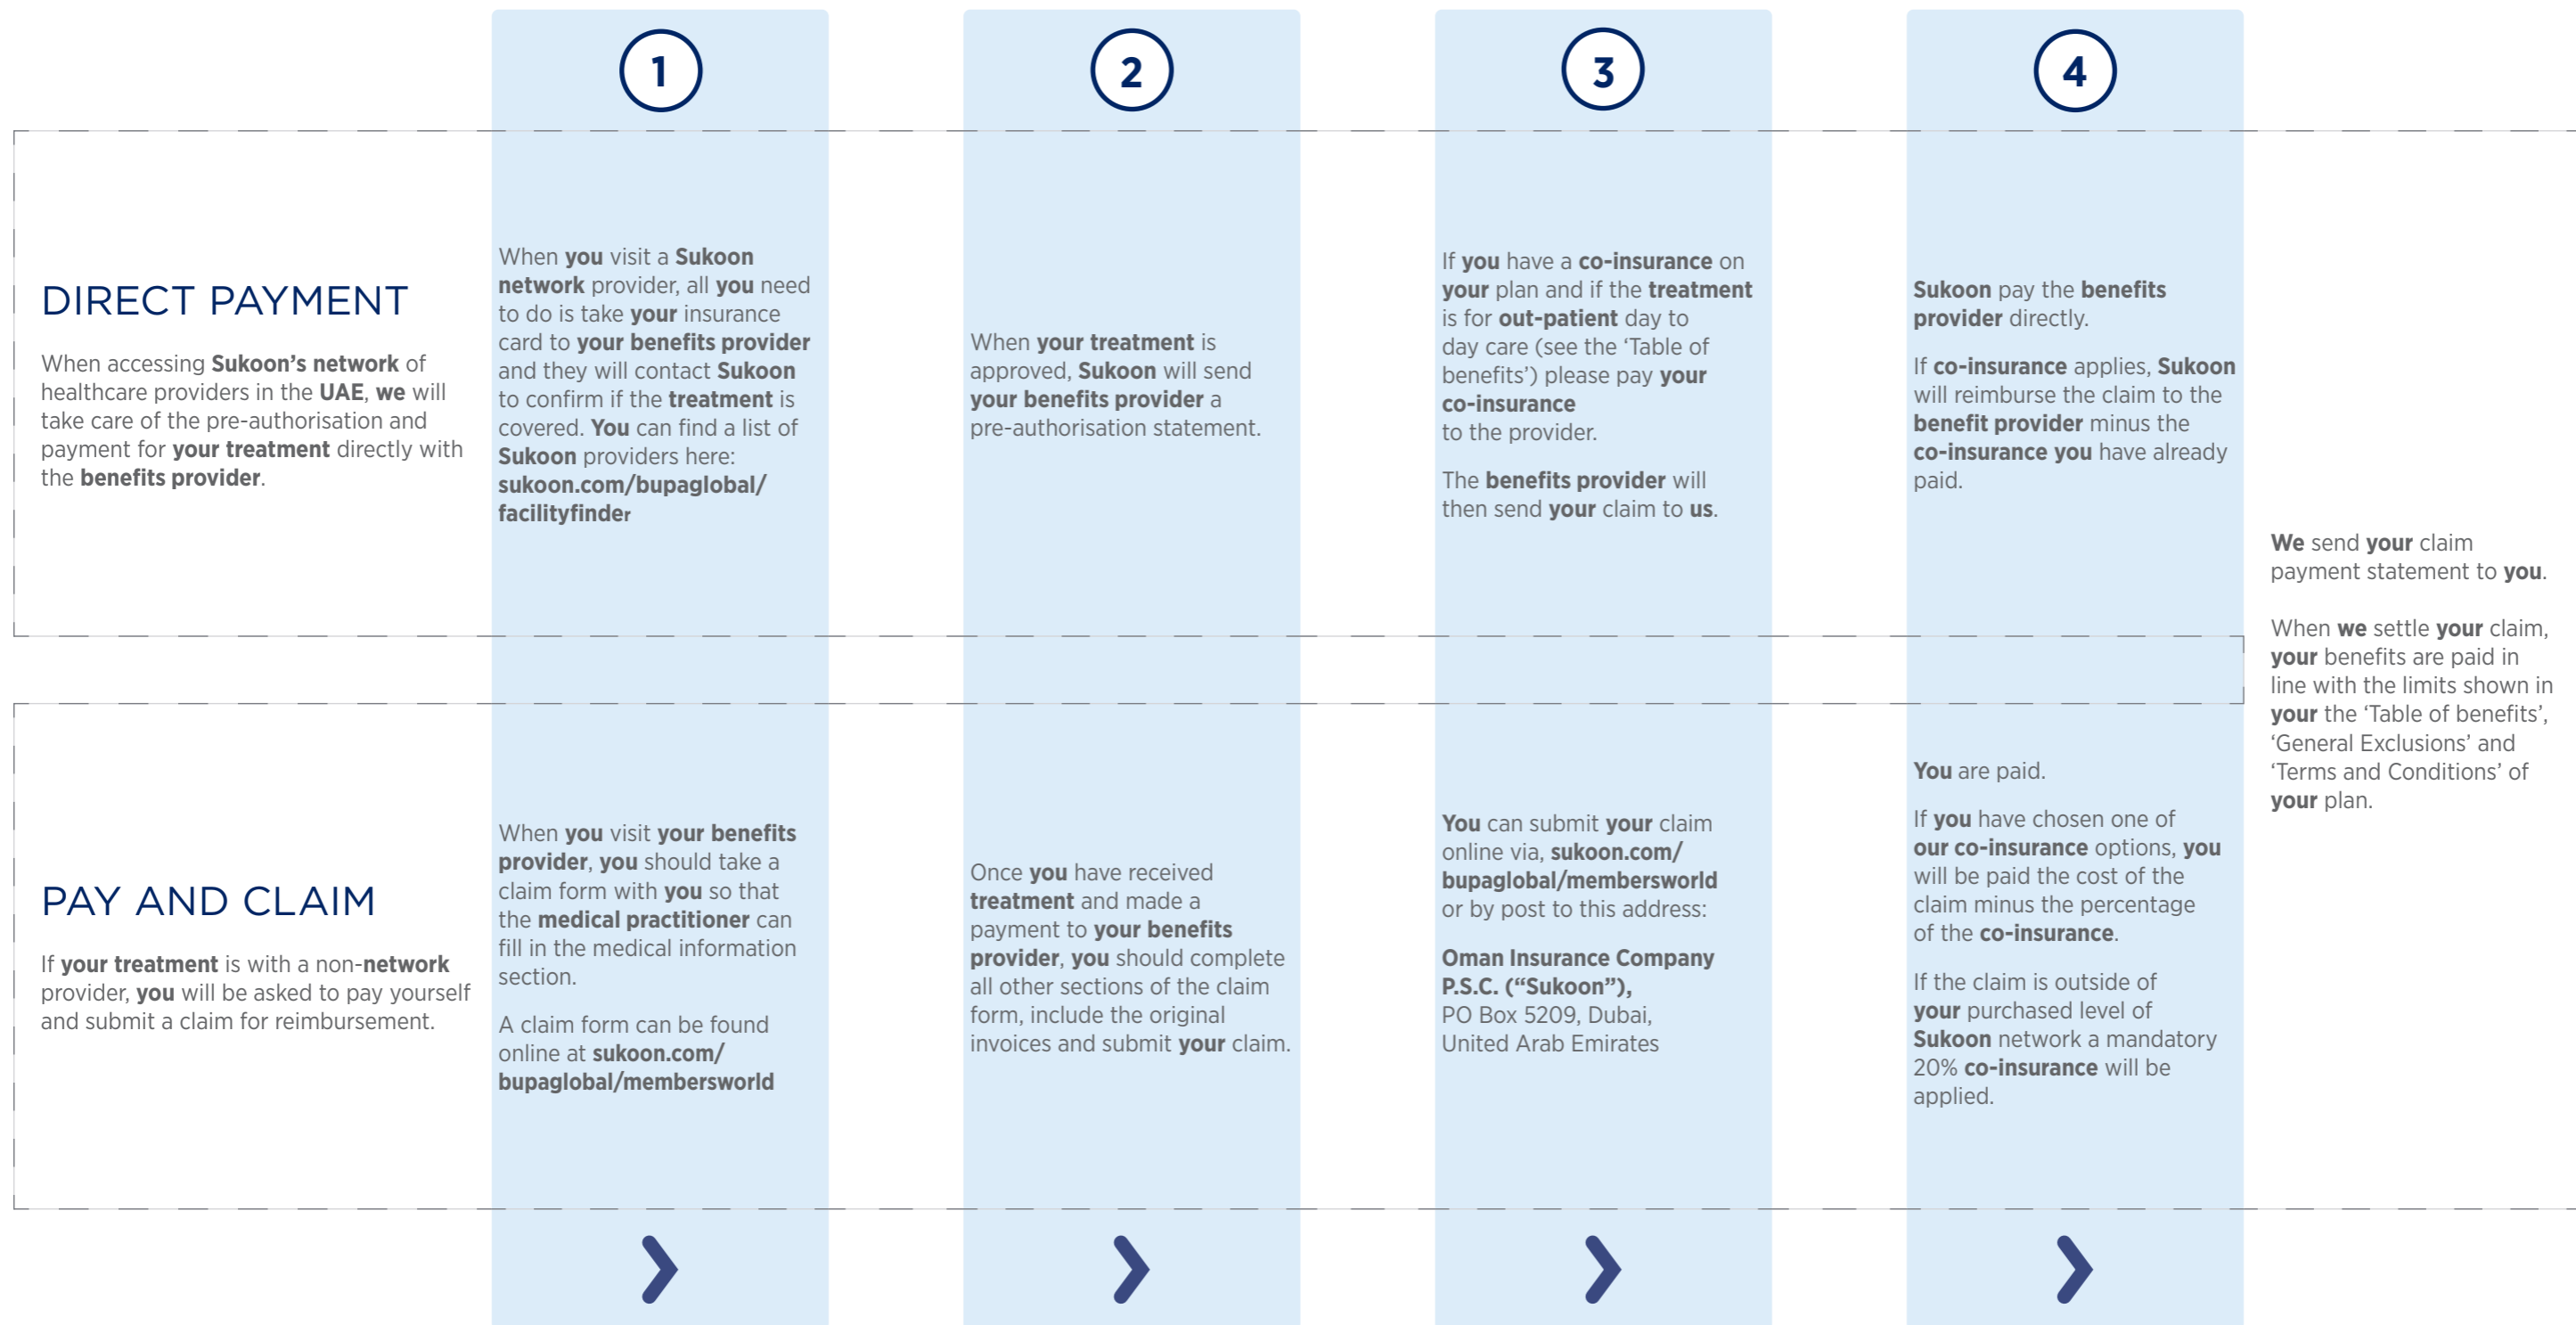 1
2
3
4
DIRECT PAYMENT
When accessing Sukoon's network of
healthcare providers in the UAE, we will
take care of the pre-authorisation and
payment for your treatment directly with
the benefits provider.
When you visit a Sukoon
network provider, all you need
to do is take your insurance
card to your benefits provider
and they will contact Sukoon
to confirm if the treatment is
covered. You can find a list of
Sukoon providers here:
sukoon.com/bupaglobal/
facilityfinder
When your treatment is
approved, Sukoon will send
your benefits provider a
pre-authorisation statement.
If you have a co-insurance on
your plan and if the treatment
is for out-patient day to
day care (see the ‘Table of
benefits’) please pay your
co-insurance
to the provider.
The benefits provider will
then send your claim to us.
Sukoon pay the benefits
provider directly.
If co-insurance applies, Sukoon
will reimburse the claim to the
benefit provider minus the
co-insurance you have already
paid.
PAY AND CLAIM
If your treatment is with a non-network
provider, you will be asked to pay yourself
and submit a claim for reimbursement.
When you visit your benefits
provider, you should take a
claim form with you so that
the medical practitioner can
fill in the medical information
section.
A claim form can be found
online at sukoon.com/
bupaglobal/membersworld
Once you have received
treatment and made a
payment to your benefits
provider, you should complete
all other sections of the claim
form, include the original
invoices and submit your claim.
You can submit your claim
online via, sukoon.com/
bupaglobal/membersworld
or by post to this address:
Oman Insurance Company
P.S.C. (“Sukoon”),
PO Box 5209, Dubai,
United Arab Emirates
You are paid.
If you have chosen one of
our co-insurance options, you
will be paid the cost of the
claim minus the percentage
of the co-insurance.
If the claim is outside of
your purchased level of
Sukoon network a mandatory
20% co-insurance will be
applied.
We send your claim
payment statement to you.
When we settle your claim,
your benefits are paid in
line with the limits shown in
your the ‘Table of benefits’,
‘General Exclusions’ and
‘Terms and Conditions’ of
your plan.